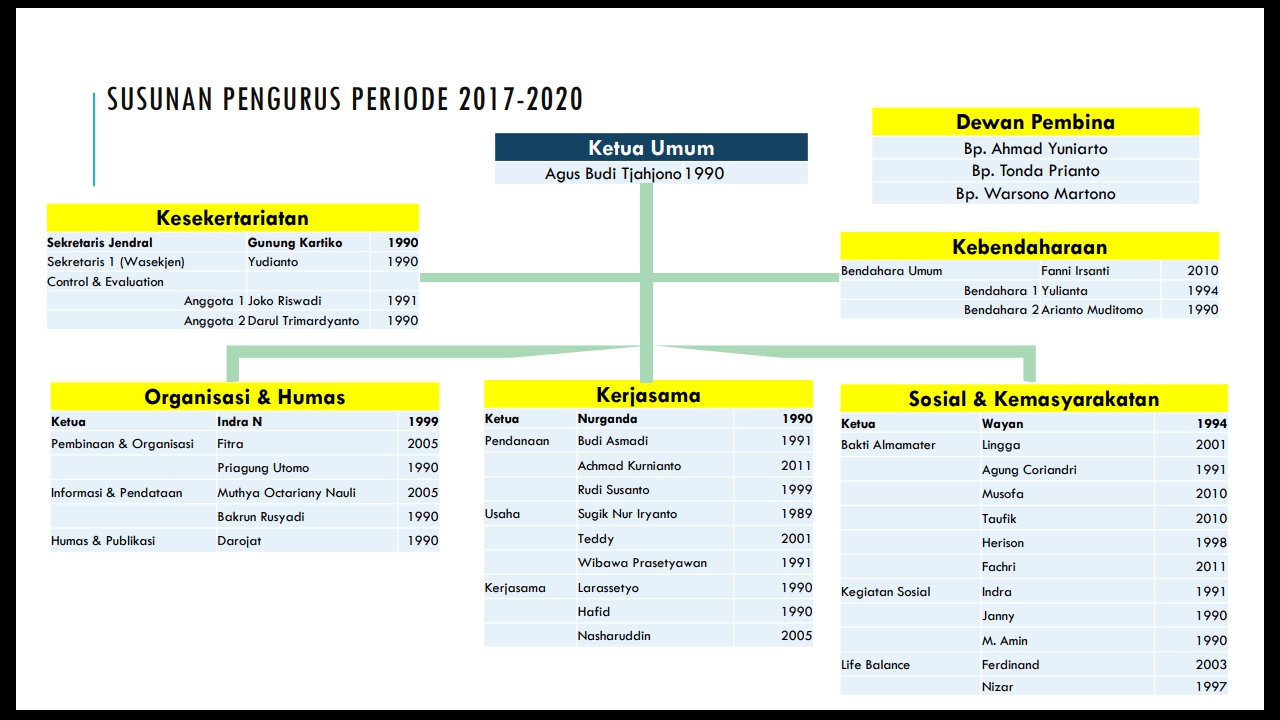 SUSUNAN PENGURUS PERIODE 2017-2020
Ketua Umum
Agus Budi Tjahjono 1990
Dewan Pembina
Bp. Ahmad Yuniarto
Bp. Tonda Prianto
Bp. Warsono Martono
Kesekertariatan
Sekretaris Jendral Gunung Kartiko 1990
Sekretaris 1 (Wasekjen) Yudianto 1990
Control & Evaluation
Anggota 1 Joko Riswadi 1991
Anggota 2 Darul Trimardyanto 1990
Kebendaharaan
Bendahara Umum Fanni Irsanti 2010
Bendahara 1 Yulianta 1994
Bendahara 2 Arianto Muditomo 1990
Organisasi & Humas
Ketua Indra N 1999
Pembinaan & Organisasi Fitra 2005
Priagung Utomo 1990
Informasi & Pendataan Muthya Octariany Nauli 2005
Bakrun Rusyadi 1990
Humas & Publikasi Darojat 1990
Kerjasama
Ketua Nurganda 1990
Pendanaan Budi Asmadi 1991
Achmad Kurnianto 2011
Rudi Susanto 1999
Usaha Sugik Nur Iryanto 1989
Teddy 2001
Wibawa Prasetyawan 1991
Kerjasama Larassetyo 1990
Hafid 1990
Nasharuddin 2005
Sosial & Kemasyarakatan
Ketua Wayan 1994
Bakti Almamater Lingga 2001
Agung Coriandri 1991
Musofa 2010
Taufik 2010
Herison 1998
Fachri 2011
Kegiatan Sosial Indra 1991
Janny 1990
M. Amin 1990
Life Balance Ferdinand 2003
Nizar 1997